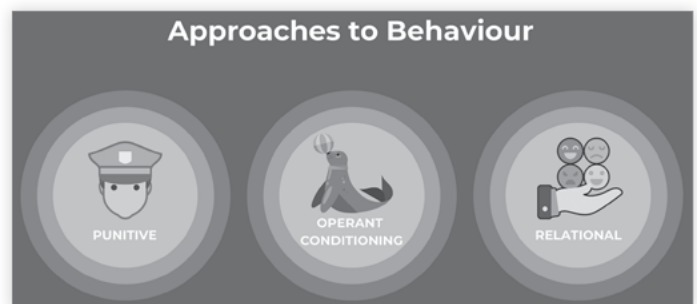 Approaches to Behaviour
PUNITIVE
OPERANT
CONDITIONING
RELATIONAL